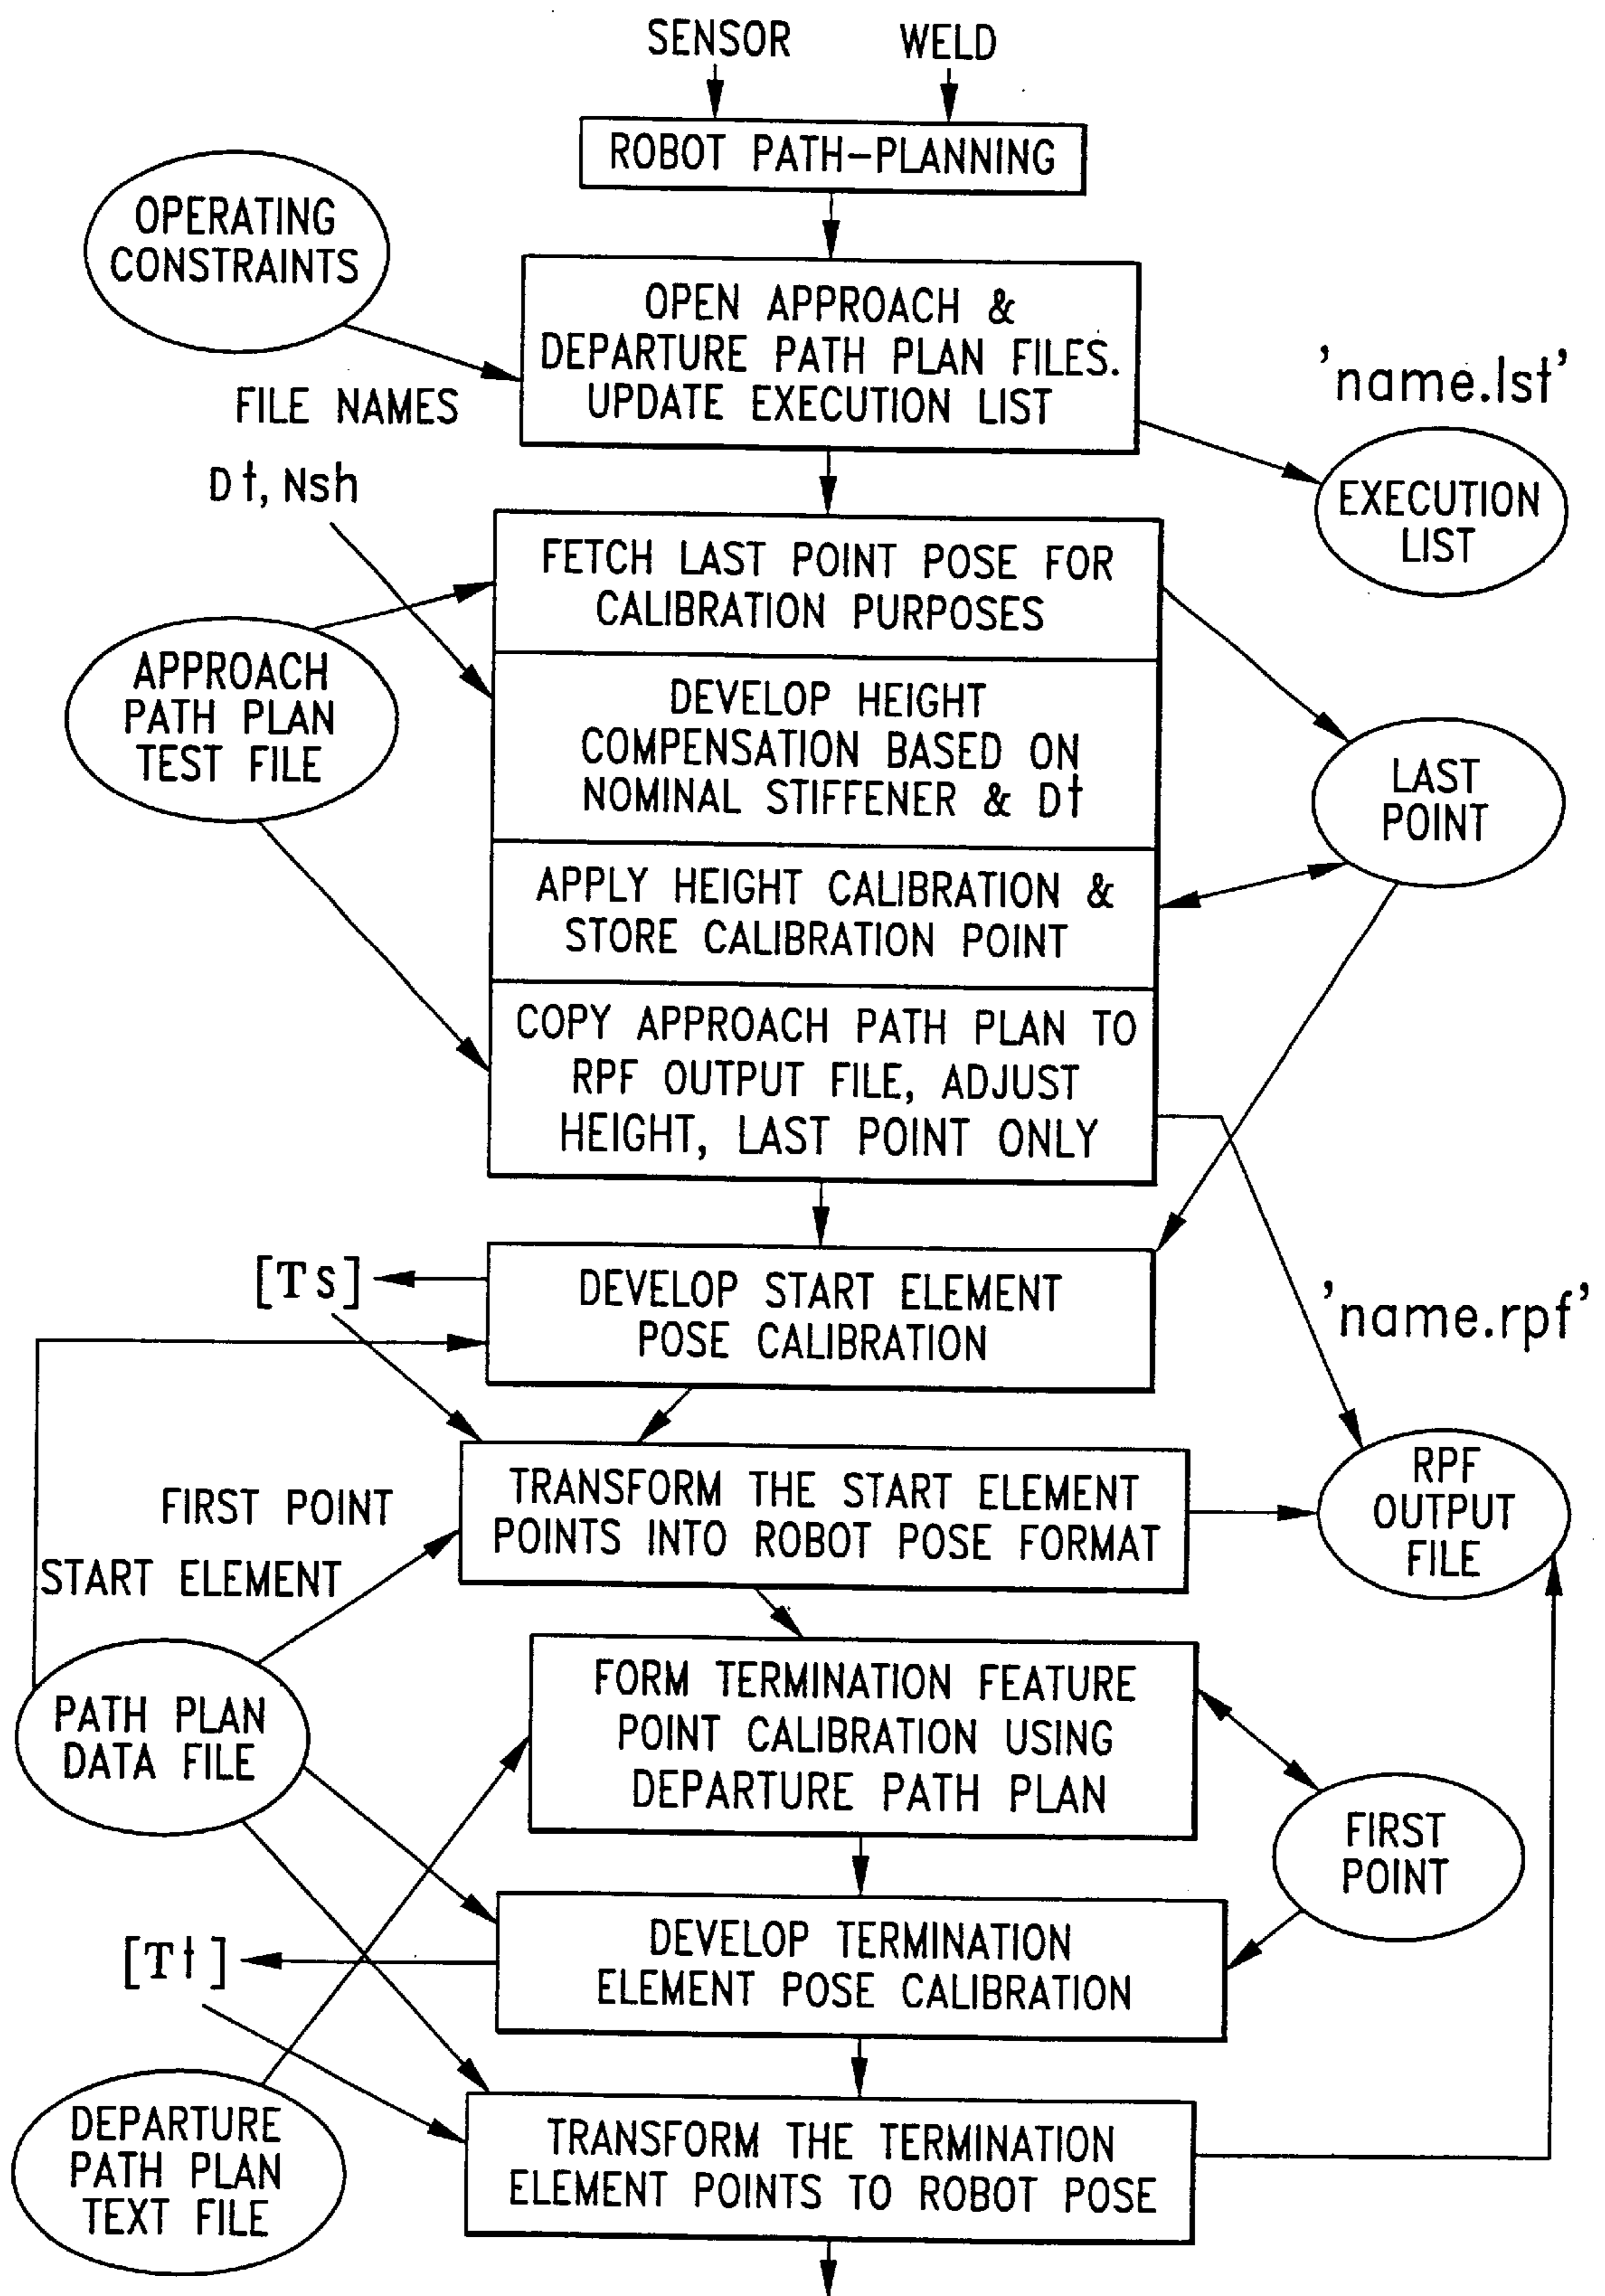 SENSOR WELD
ROBOT PATH-PLANNING
OPERATING
CONSTRAINTS
OPEN APPROACH &
DEPARTURE PATH PLAN FILES.
UPDATE EXECUTION LIST
FILE NAMES
'name.lst'
EXECUTION
LIST
Dt, Nsh
FETCH LAST POINT POSE FOR
CALIBRATION PURPOSES
APPROACH
PATH PLAN
TEST FILE
DEVELOP HEIGHT
COMPENSATION BASED ON
NOMINAL STIFFENER & Dt
LAST
POINT
APPLY HEIGHT CALIBRATION &
STORE CALIBRATION POINT
COPY APPROACH PATH PLAN TO
RPF OUTPUT FILE, ADJUST
HEIGHT, LAST POINT ONLY
[Ts]
DEVELOP START ELEMENT
POSE CALIBRATION
'name.rpf'
TRANSFORM THE START ELEMENT
POINTS INTO ROBOT POSE FORMAT
RPF
OUTPUT
FILE
FIRST POINT
START ELEMENT
PATH PLAN
DATA FILE
FORM TERMINATION FEATURE
POINT CALIBRATION USING
DEPARTURE PATH PLAN
FIRST
POINT
DEVELOP TERMINATION
ELEMENT POSE CALIBRATION
[Tt]
DEPARTURE
PATH PLAN
TEXT FILE
TRANSFORM THE TERMINATION
ELEMENT POINTS TO ROBOT POSE